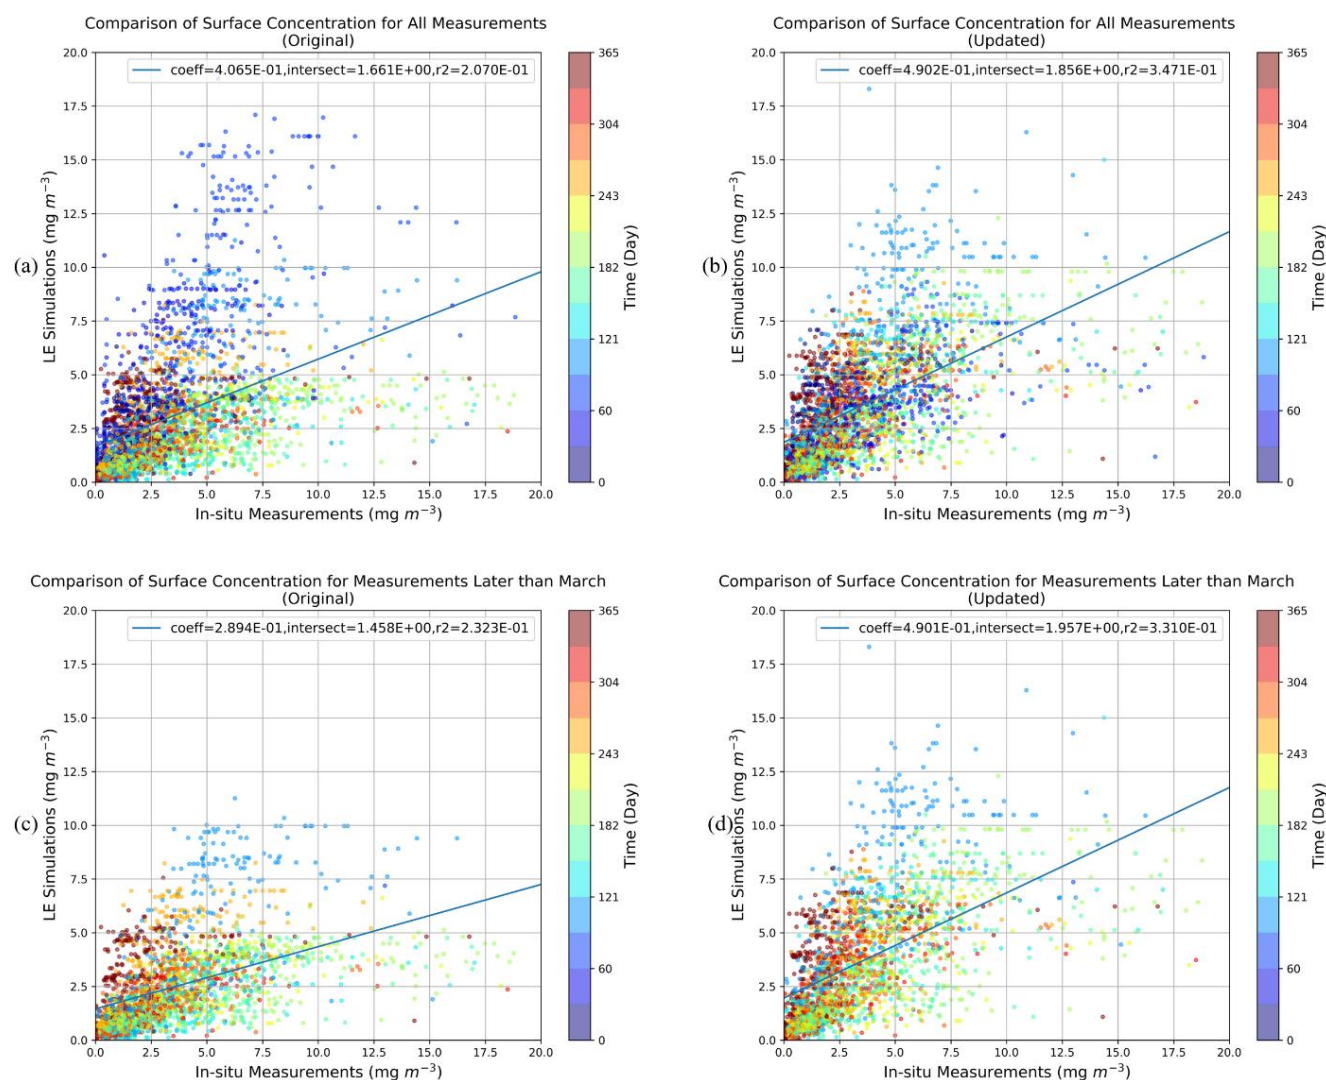 Comparison of Surface Concentration for All Measurements
(Original)
coeff=4.065E-01,intersect=1.661E+00,r2=2.070E-01
20.0
17.5
15.0
12.5
10.0
7.5
5.0
2.5
0.0
LE Simulations (mg m⁻³)
(a)
0.0 2.5 5.0 7.5 10.0 12.5 15.0 17.5 20.0
In-situ Measurements (mg m⁻³)
365
304
243
182
121
60
0
Time (Day)
Comparison of Surface Concentration for All Measurements
(Updated)
coeff=4.902E-01,intersect=1.856E+00,r2=3.471E-01
20.0
17.5
15.0
12.5
10.0
7.5
5.0
2.5
0.0
LE Simulations (mg m⁻³)
(b)
0.0 2.5 5.0 7.5 10.0 12.5 15.0 17.5 20.0
In-situ Measurements (mg m⁻³)
365
304
243
182
121
60
0
Time (Day)
Comparison of Surface Concentration for Measurements Later than March
(Original)
coeff=2.894E-01,intersect=1.458E+00,r2=2.323E-01
20.0
17.5
15.0
12.5
10.0
7.5
5.0
2.5
0.0
LE Simulations (mg m⁻³)
(c)
0.0 2.5 5.0 7.5 10.0 12.5 15.0 17.5 20.0
In-situ Measurements (mg m⁻³)
365
304
243
182
121
60
0
Time (Day)
Comparison of Surface Concentration for Measurements Later than March
(Updated)
coeff=4.901E-01,intersect=1.957E+00,r2=3.310E-01
20.0
17.5
15.0
12.5
10.0
7.5
5.0
2.5
0.0
LE Simulations (mg m⁻³)
(d)
0.0 2.5 5.0 7.5 10.0 12.5 15.0 17.5 20.0
In-situ Measurements (mg m⁻³)
365
304
243
182
121
60
0
Time (Day)